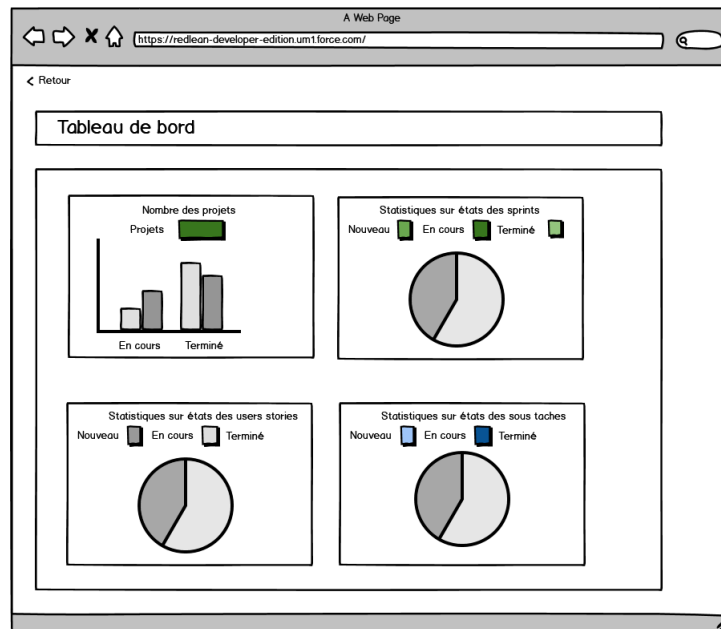 A Web Page
https://redlean-developer-edition.um1.force.com/
< Retour
Tableau de bord
Nombre des projets
Projets
En cours Terminé
Statistiques sur états des sprints
Nouveau En cours Terminé
Statistiques sur états des users stories
Nouveau En cours Terminé
Statistiques sur états des sous taches
Nouveau En cours Terminé